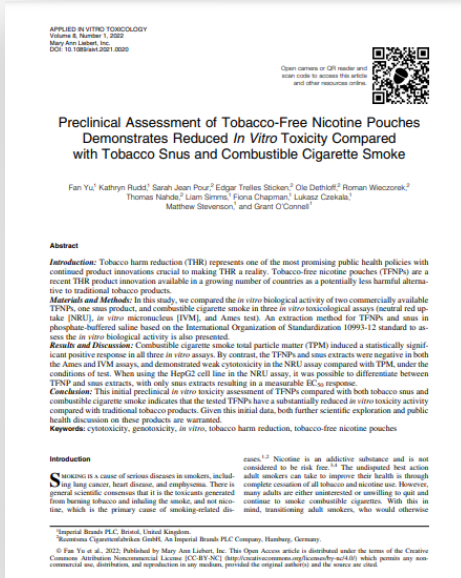 APPLIED IN VITRO TOXICOLOGY
Volume 8, Number 1, 2022
Mary Ann Liebert, Inc.
DOI: 10.1089/aivt.2021.0020
Open camera or QR reader and
scan code to access this article
and other resources online.
Preclinical Assessment of Tobacco-Free Nicotine Pouches
Demonstrates Reduced In Vitro Toxicity Compared
with Tobacco Snus and Combustible Cigarette Smoke
Fan Yu,1 Kathryn Rudd,1 Sarah Jean Pour,2 Edgar Trelles Sticken,2 Ole Dethloff,2 Roman Wieczorek,2
Thomas Nahde,2 Liam Simms,1 Fiona Chapman,1 Lukasz Czekala,1
Matthew Stevenson,1 and Grant O'Connell1
Abstract
Introduction: Tobacco harm reduction (THR) represents one of the most promising public health policies with
continued product innovations crucial to making THR a reality. Tobacco-free nicotine pouches (TFNPs) are a
recent THR product innovation available in a growing number of countries as a potentially less harmful alterna-
tive to traditional tobacco products.
Materials and Methods: In this study, we compared the in vitro biological activity of two commercially available
TFNPs, one snus product, and combustible cigarette smoke in three in vitro toxicological assays (neutral red up-
take [NRU], in vitro micronucleus [IVM], and Ames). An extraction method for TFNPs and snus in
phosphate-buffered saline based on the International Organization of Standardization 10993-12 standard to as-
sess the in vitro biological activity is also presented.
Results and Discussion: Combustible cigarette smoke total particle matter (TPM) induced a statistically signif-
icant positive response in all three in vitro assays. By contrast, the TFNPs and snus extracts were negative in both
the Ames and IVM assays, and demonstrated weak cytotoxicity in the NRU assay compared with TPM, under the
conditions of test. When using the HepG2 cell line in the NRU assay, it was possible to differentiate between
TFNP and snus extracts, with only snus extracts resulting in a measurable EC50 response.
Conclusion: This initial preclinical in vitro toxicity assessment of TFNPs compared with both tobacco snus and
combustible cigarette smoke indicates that the tested TFNPs have a substantially reduced in vitro toxicity activity
compared with traditional tobacco products. Given this initial data, both further scientific exploration and public
health discussion on these products are warranted.
Keywords: cytotoxicity, genotoxicity, in vitro, tobacco harm reduction, tobacco-free nicotine pouches
Introduction
SMOKING IS a cause of serious diseases in smokers, includ-
ing lung cancer, heart disease, and emphysema. There is
general scientific consensus that it is the toxicants generated
from burning tobacco and inhaling the smoke, and not nico-
tine, which is the primary cause of smoking-related dis-
eases.1,2 Nicotine is an addictive substance and is not
considered to be risk free.3,4 The undisputed best action
adult smokers can take to improve their health is through
complete cessation of all tobacco and nicotine use. However,
many adults are either uninterested or unwilling to quit and
continue to smoke combustible cigarettes. With this in
mind, transitioning adult smokers, who would otherwise
1Imperial Brands PLC, Bristol, United Kingdom.
2Reemtsma Cigarettenfabriken GmbH, An Imperial Brands PLC Company, Hamburg, Germany.
© Fan Yu et al., 2022; Published by Mary Ann Liebert, Inc. This Open Access article is distributed under the terms of the Creative
Commons Attribution Noncommercial License [CC-BY-NC] (http://creativecommons.org/licenses/by-nc/4.0/) which permits any non-
commercial use, distribution, and reproduction in any medium, provided the original author(s) and the source are cited.